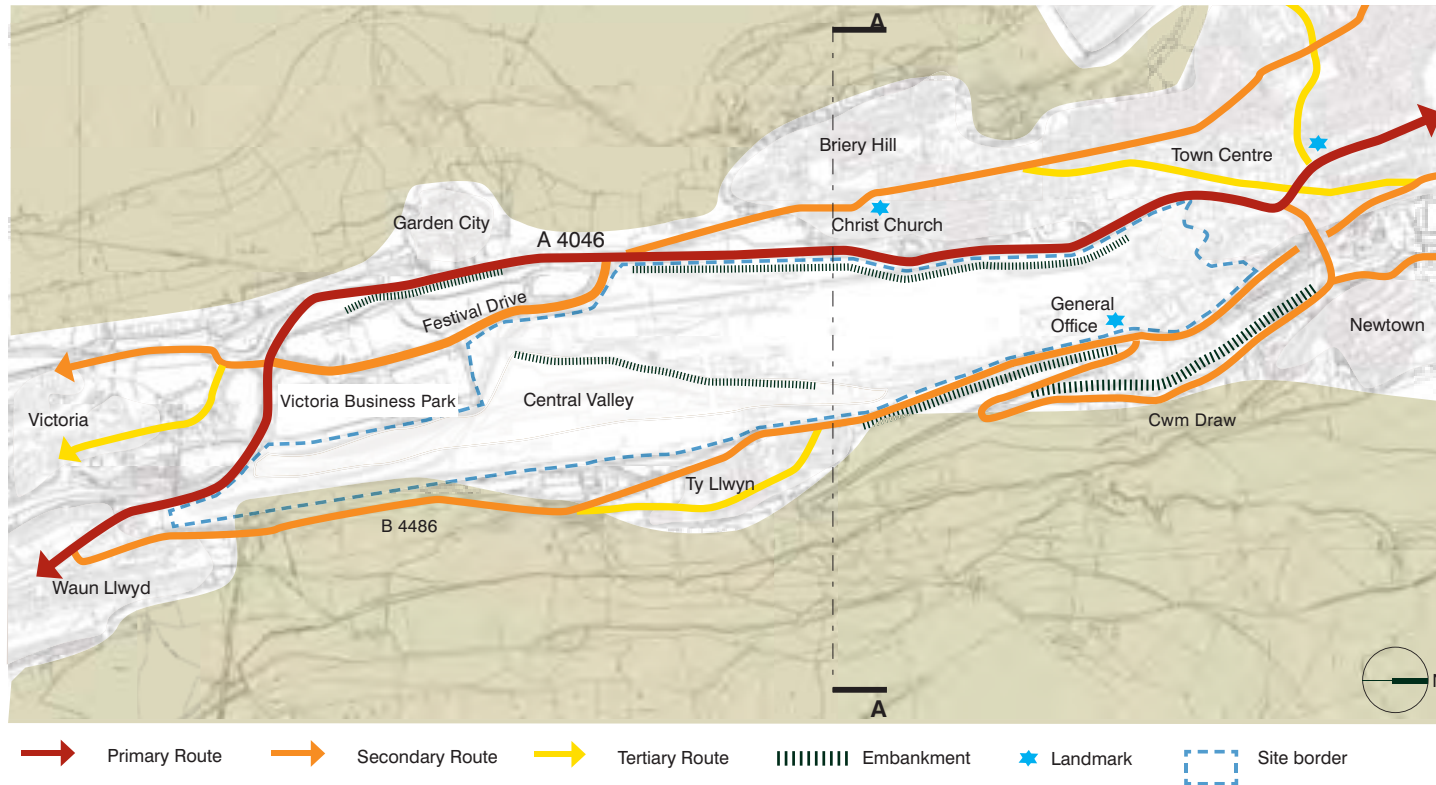 A
Briery Hill
Town Centre
Garden City
A 4046
Christ Church
Festival Drive
General
Office
Newtown
Victoria Business Park
Central Valley
Victoria
Cwm Draw
Ty Llwyn
B 4486
Waun Llwyd
A
N
Primary Route
Secondary Route
Tertiary Route
Embankment
Landmark
Site border